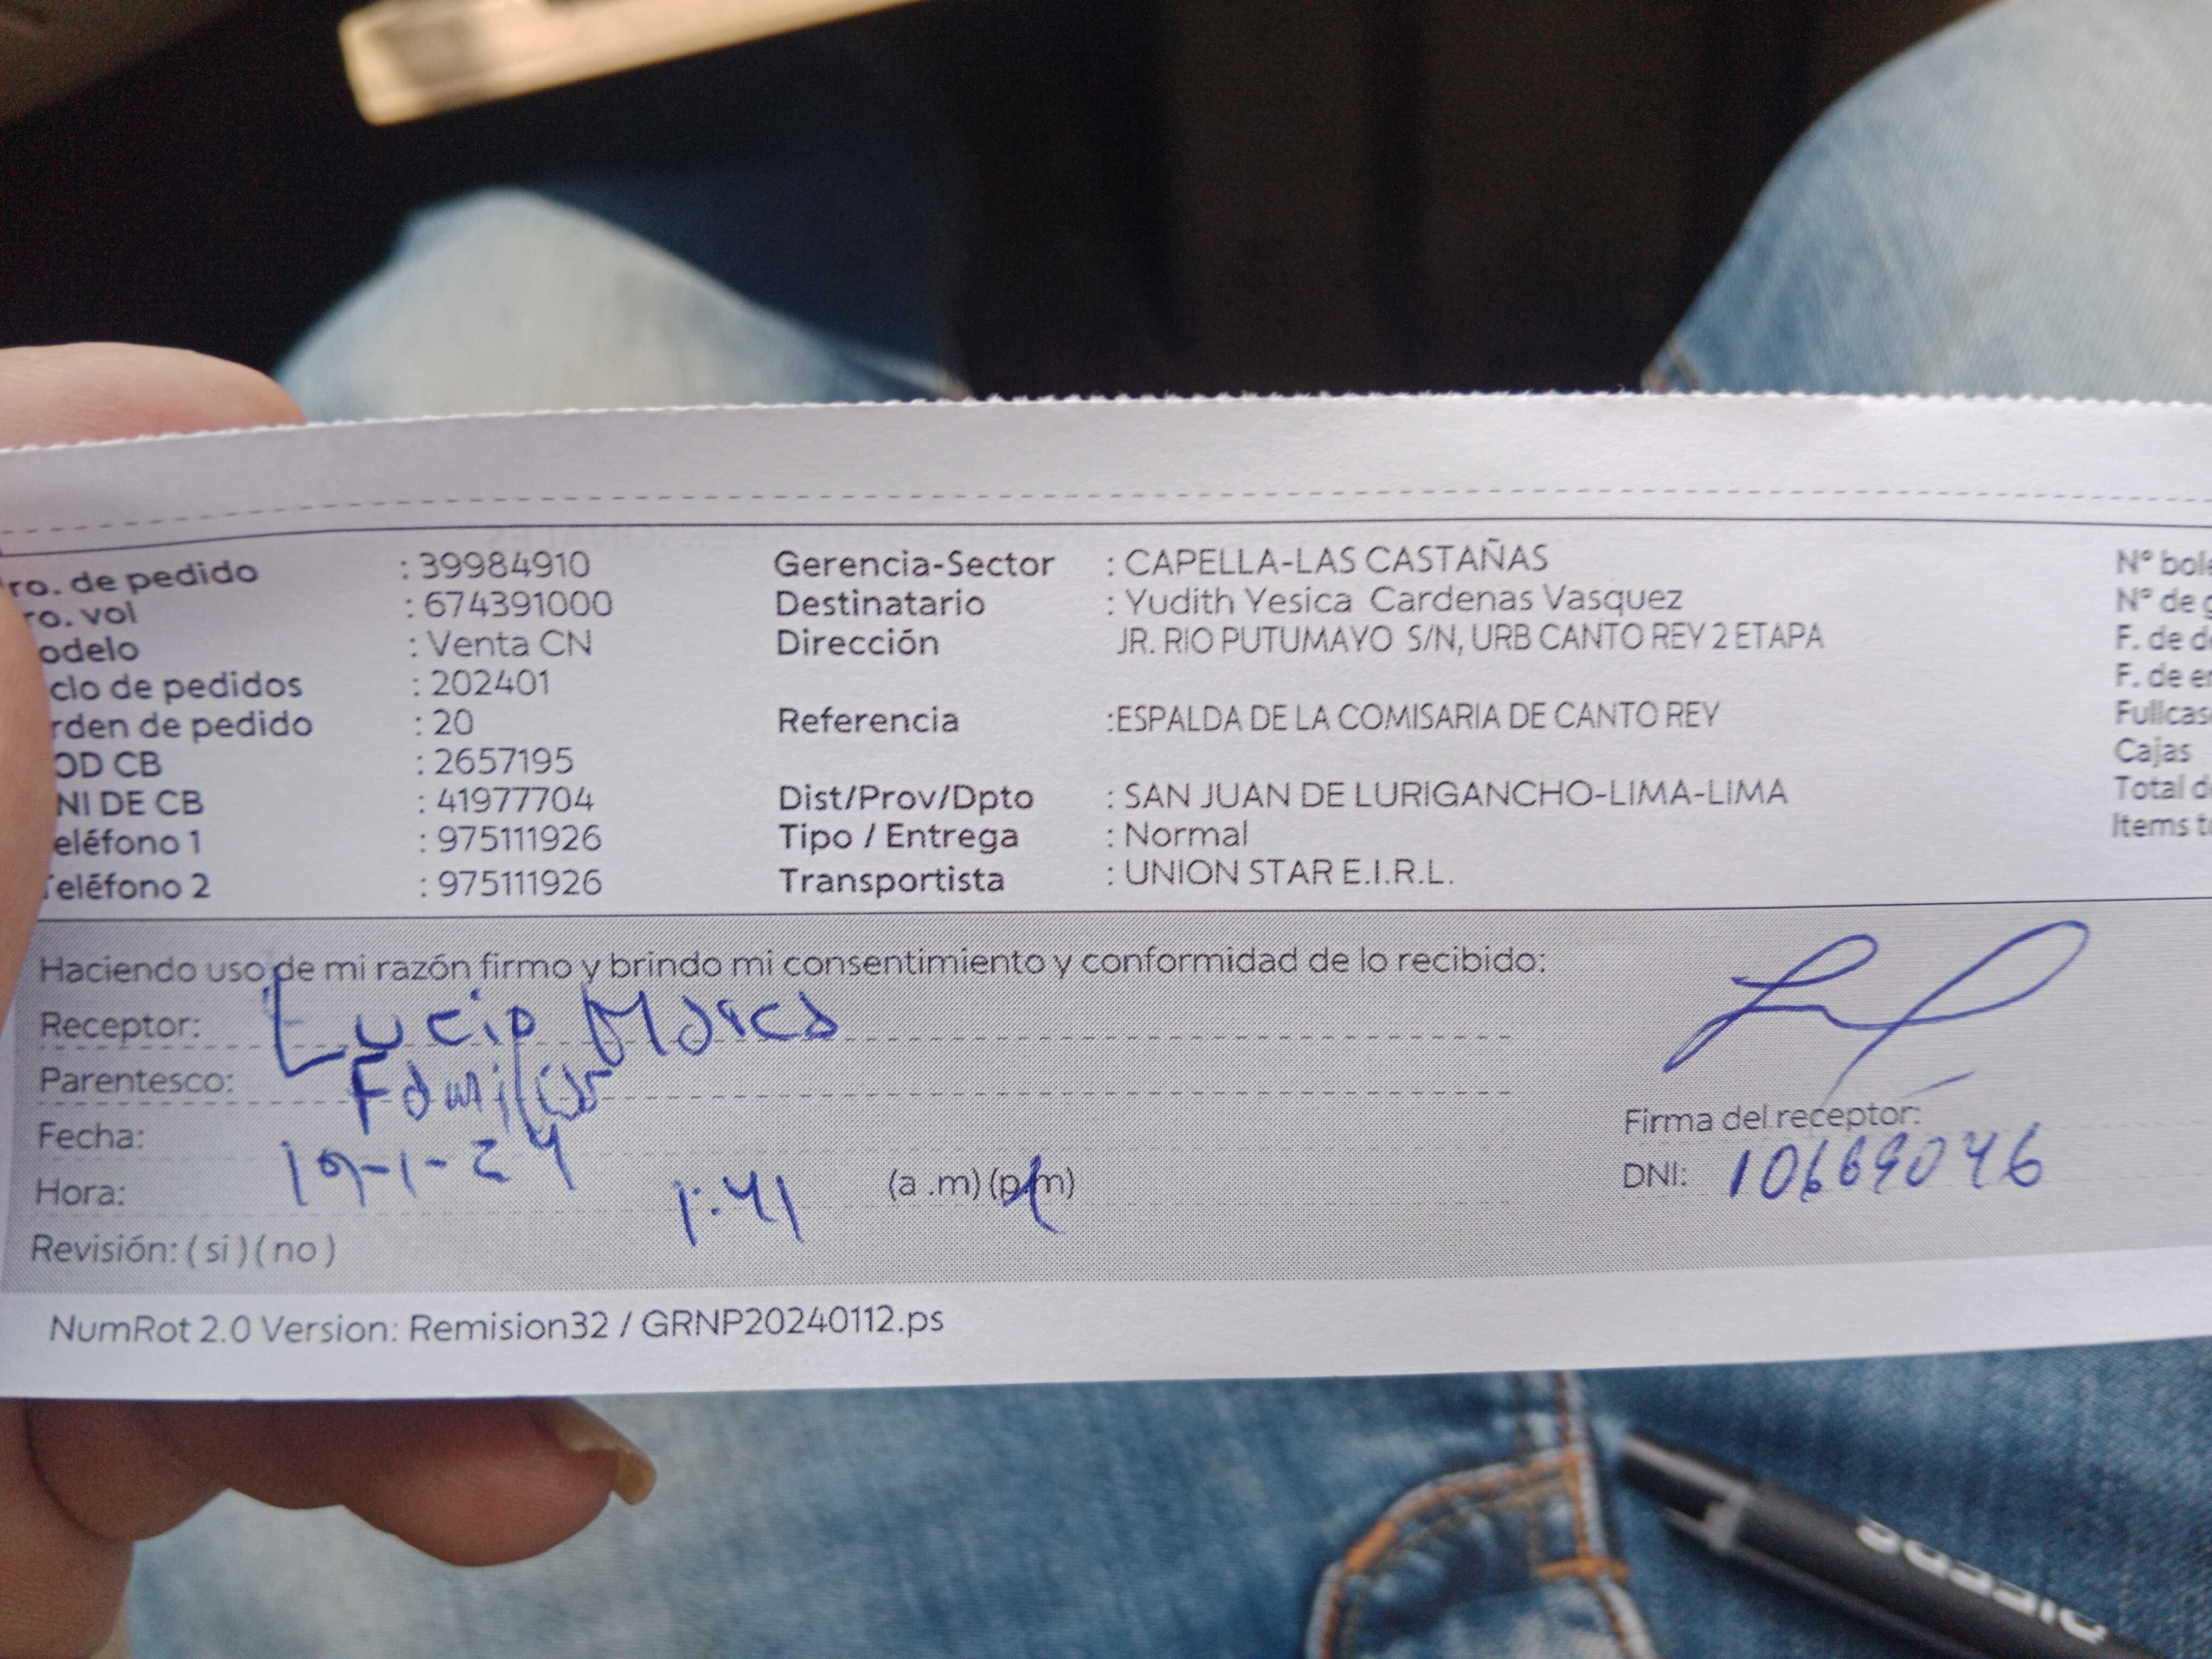 ro. de pedido : 39984910 Gerencia-Sector : CAPELLA-LAS CASTAÑAS N° bole
ro. vol : 674391000 Destinatario : Yudith Yesica Cardenas Vasquez N° de g
odelo : Venta CN Dirección JR. RIO PUTUMAYO S/N, URB CANTO REY 2 ETAPA F. de d
clo de pedidos : 202401 F. de en
rden de pedido : 20 Referencia :ESPALDA DE LA COMISARIA DE CANTO REY Fullcas
OD CB : 2657195 Cajas
NI DE CB : 41977704 Dist/Prov/Dpto : SAN JUAN DE LURIGANCHO-LIMA-LIMA Total d
eléfono 1 : 975111926 Tipo / Entrega : Normal Items t
Teléfono 2 : 975111926 Transportista : UNION STAR E.I.R.L.
Haciendo uso de mi razón firmo y brindo mi consentimiento y conformidad de lo recibido:
Receptor: Lucio
Parentesco: Familiar
Fecha: 19-1-24 Firma del receptor:
Hora: 1:41 (a .m) (p.m) DNI:
Revisión: ( si ) ( no )
NumRot 2.0 Version: Remision32 / GRNP20240112.ps